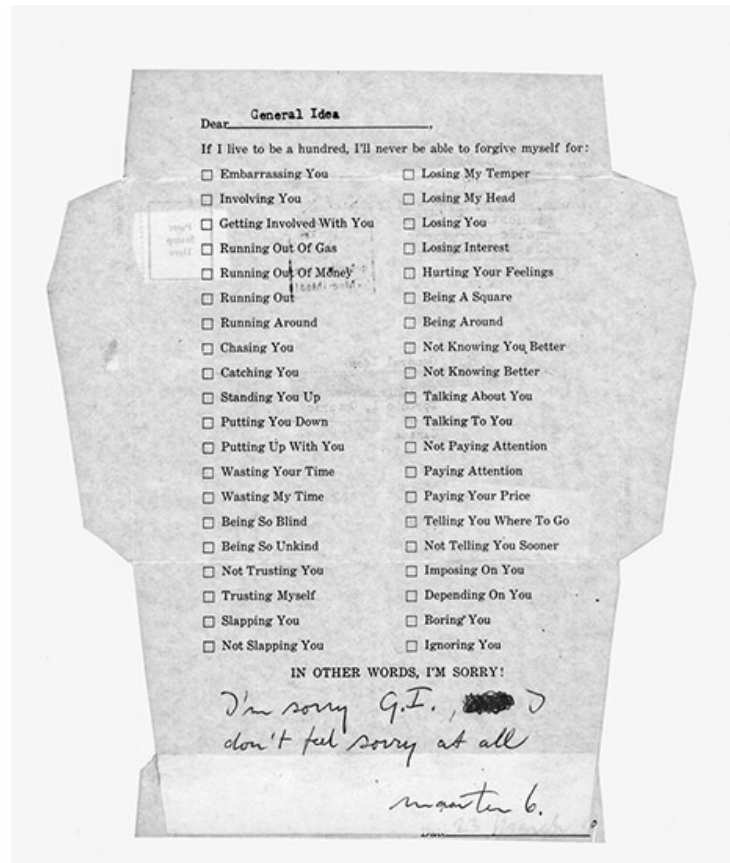 General Idea
Dear ,
If I live to be a hundred, I'll never be able to forgive myself for:
☐ Embarrassing You ☐ Losing My Temper
☐ Involving You ☐ Losing My Head
☐ Getting Involved With You ☐ Losing You
☐ Running Out Of Gas ☐ Losing Interest
☐ Running Out Of Money ☐ Hurting Your Feelings
☐ Running Out ☐ Being A Square
☐ Running Around ☐ Being Around
☐ Chasing You ☐ Not Knowing You Better
☐ Catching You ☐ Not Knowing Better
☐ Standing You Up ☐ Talking About You
☐ Putting You Down ☐ Talking To You
☐ Putting Up With You ☐ Not Paying Attention
☐ Wasting Your Time ☐ Paying Attention
☐ Wasting My Time ☐ Paying Your Price
☐ Being So Blind ☐ Telling You Where To Go
☐ Being So Unkind ☐ Not Telling You Sooner
☐ Not Trusting You ☐ Imposing On You
☐ Trusting Myself ☐ Depending On You
☐ Slapping You ☐ Boring You
☐ Not Slapping You ☐ Ignoring You
IN OTHER WORDS, I'M SORRY!
I'm sorry G.I., I
don't feel sorry at all
maarten b.
23 March